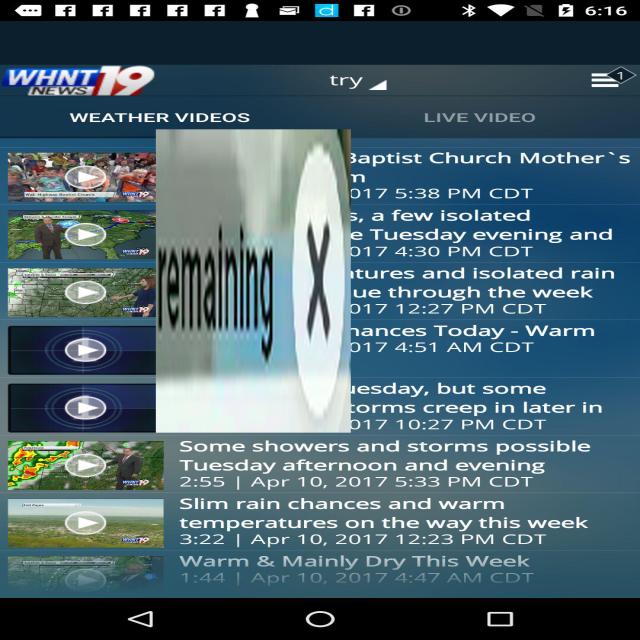 6:16
WHNT 19
NEWS
try
1
WEATHER VIDEOS
LIVE VIDEO
Baptist Church Mother`s
m
2017 5:38 PM CDT
s, a few isolated
e Tuesday evening and
2017 4:30 PM CDT
atures and isolated rain
ue through the week
2017 12:27 PM CDT
hances Today - Warm
2017 4:51 AM CDT
uesday, but some
torms creep in later in
2017 10:27 PM CDT
remaining X
Some showers and storms possible
Tuesday afternoon and evening
2:55 | Apr 10, 2017 5:33 PM CDT
Slim rain chances and warm
temperatures on the way this week
3:22 | Apr 10, 2017 12:23 PM CDT
Warm & Mainly Dry This Week
1:44 | Apr 10, 2017 4:47 AM CDT